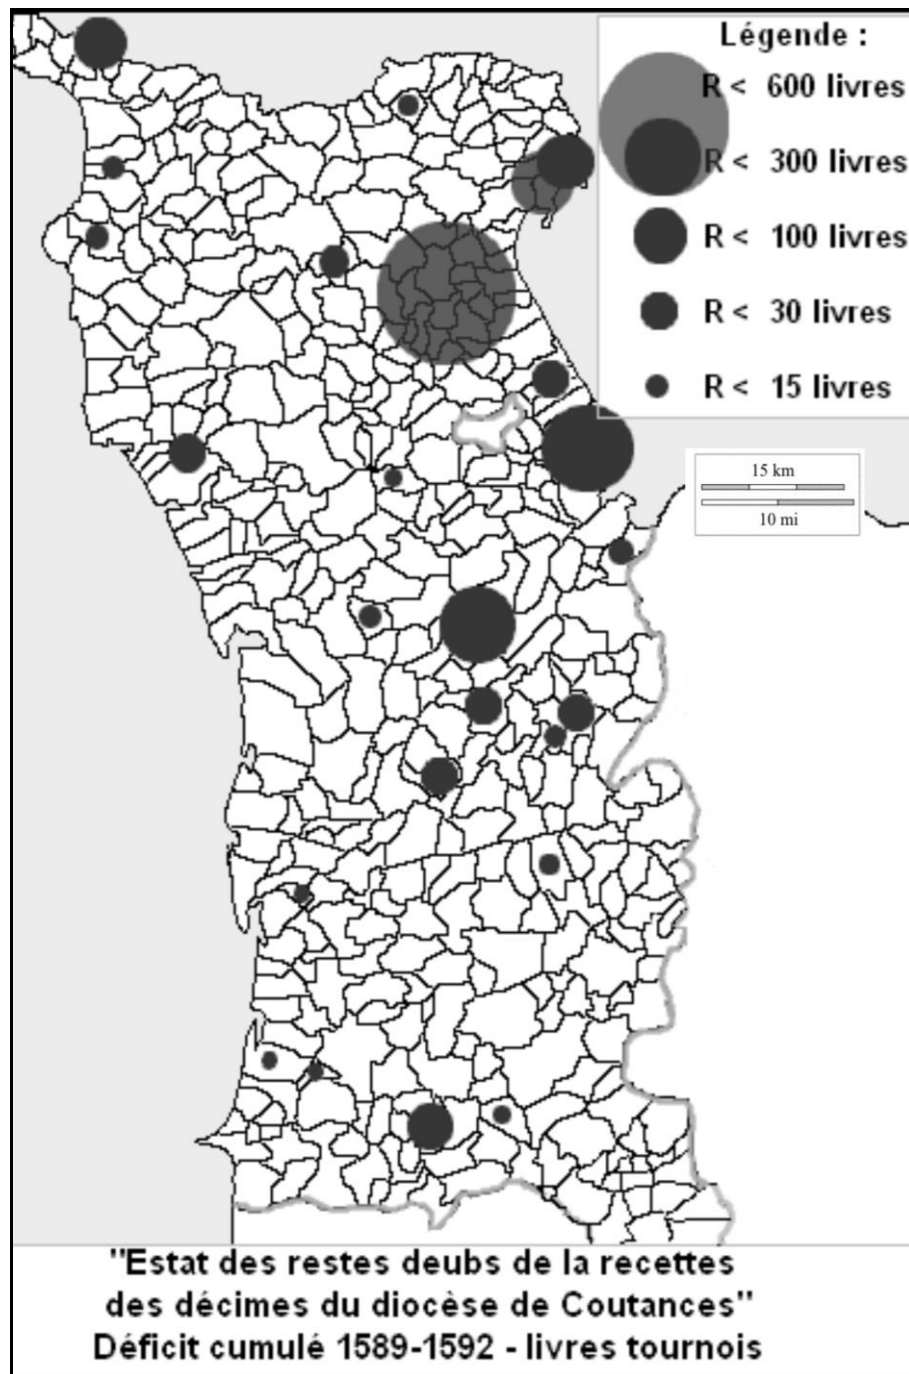 Légende :
R < 600 livres
R < 300 livres
R < 100 livres
R < 30 livres
R < 15 livres
15 km
10 mi
"Estat des restes deubs de la recettes
des décimes du diocèse de Coutances"
Déficit cumulé 1589-1592 - livres tournois